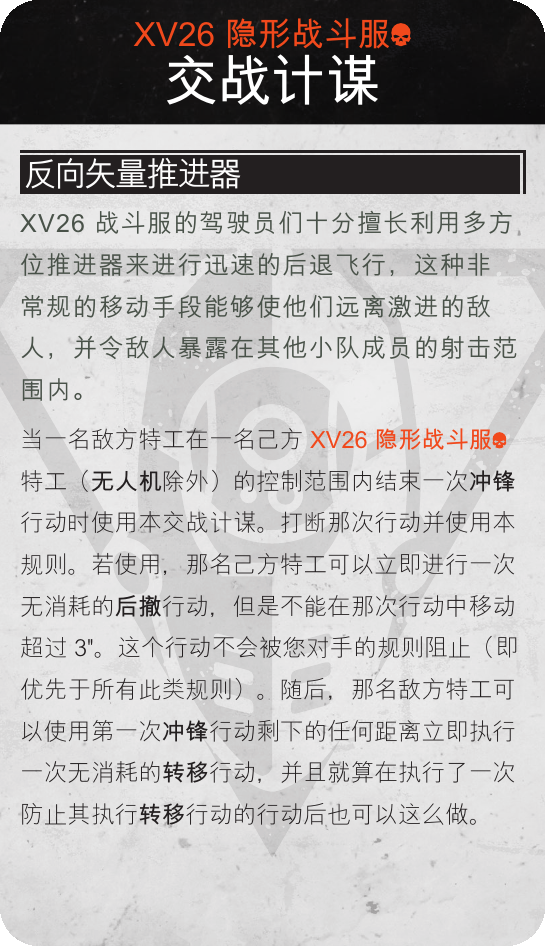 XV26 隐形战斗服
交战计谋
反向矢量推进器
XV26 战斗服的驾驶员们十分擅长利用多方
位推进器来进行迅速的后退飞行，这种非
常规的移动手段能够使他们远离激进的敌
人，并令敌人暴露在其他小队成员的射击范
围内。
当一名敌方特工在一名己方 XV26 隐形战斗服
特工（无人机除外）的控制范围内结束一次冲锋
行动时使用本交战计谋。打断那次行动并使用本
规则。若使用，那名己方特工可以立即进行一次
无消耗的后撤行动，但是不能在那次行动中移动
超过 3"。这个行动不会被您对手的规则阻止（即
优先于所有此类规则）。随后，那名敌方特工可
以使用第一次冲锋行动剩下的任何距离立即执行
一次无消耗的转移行动，并且就算在执行了一次
防止其执行转移行动的行动后也可以这么做。